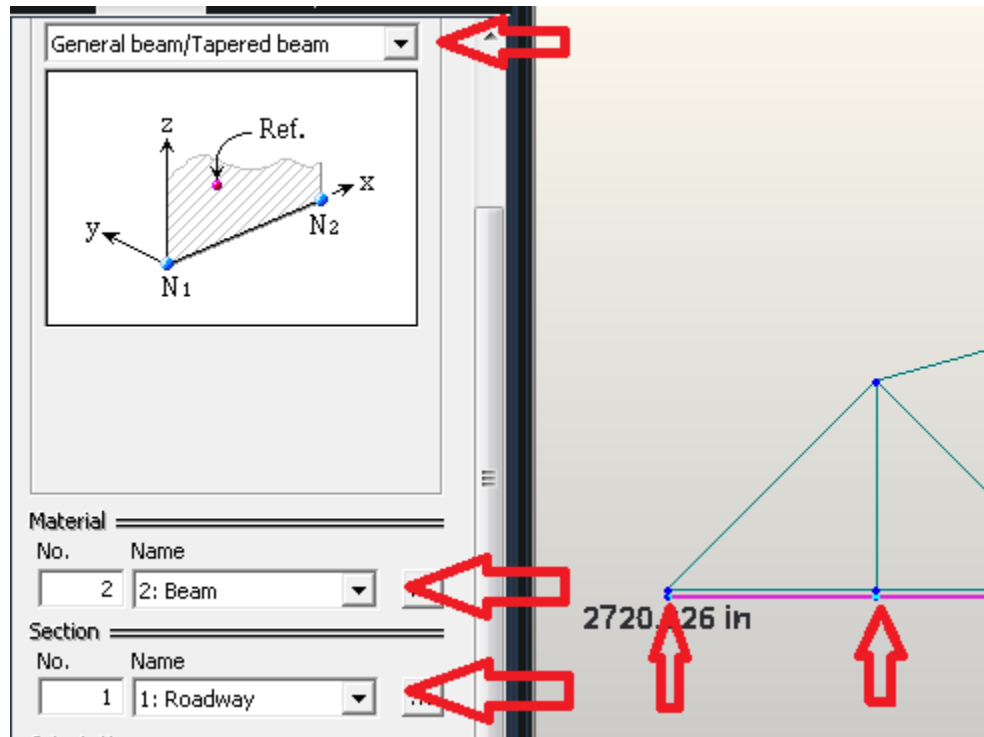 General beam/Tapered beam
z
Ref.
x
y
N2
N1
Material
No. Name
2 2: Beam
Section
No. Name
1 1: Roadway
in